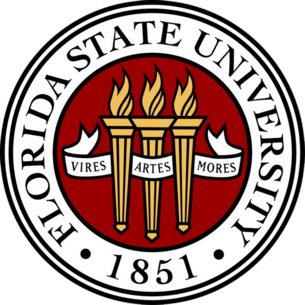 FLORIDA STATE UNIVERSITY
VIRES ARTES MORES
• 1851 •